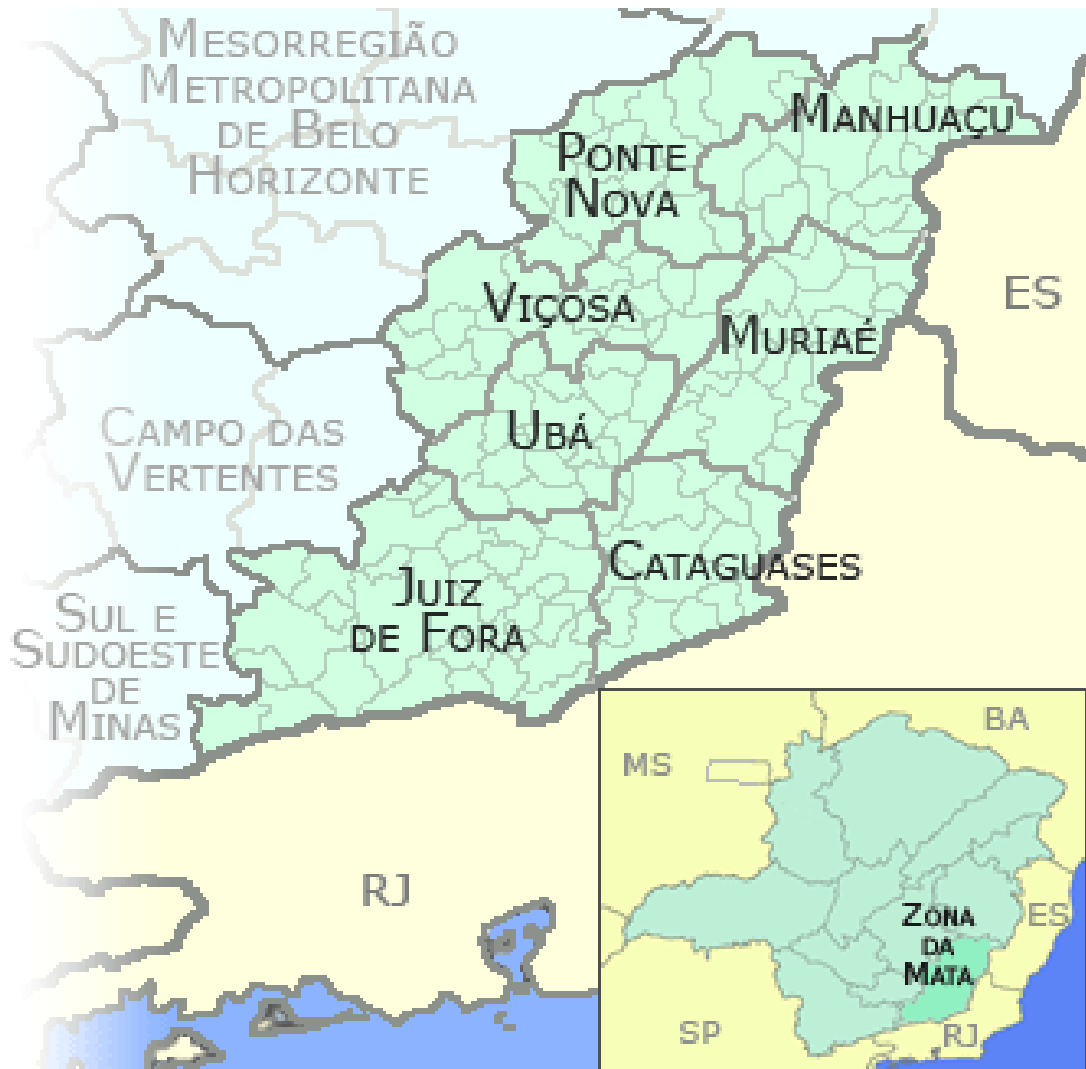 Mesorregião
Metropolitana
de Belo
Horizonte
Manhuaçu
Ponte
Nova
Viçosa
ES
Muriaé
Ubá
Campo das
Vertentes
Cataguases
Juiz
de Fora
Sul e
Sudoeste
de
Minas
RJ
BA
MS
Zona
da
Mata
ES
SP
RJ